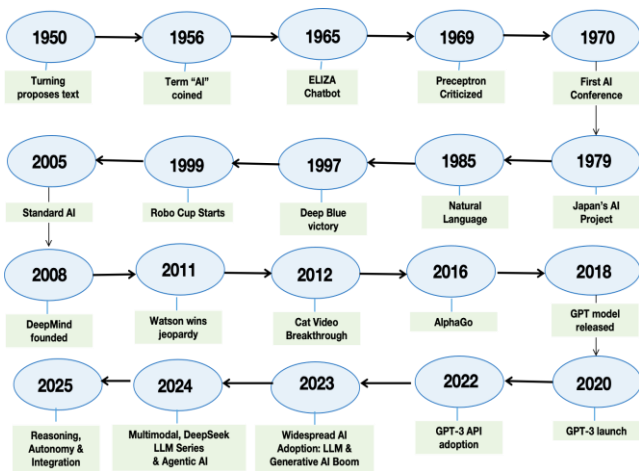 1950
1956
1965
1969
1970
Turning
proposes text
Term “AI”
coined
ELIZA
Chatbot
Preceptron
Criticized
First AI
Conference
2005
1999
1997
1985
1979
Standard AI
Robo Cup Starts
Deep Blue
victory
Natural
Language
Japan's AI
Project
2008
2011
2012
2016
2018
DeepMind
founded
Watson wins
jeopardy
Cat Video
Breakthrough
AlphaGo
GPT model
released
2025
2024
2023
2022
2020
Reasoning,
Autonomy &
Integration
Multimodal, DeepSeek
LLM Series
& Agentic AI
Widespread AI
Adoption: LLM &
Generative AI Boom
GPT-3 API
adoption
GPT-3 launch